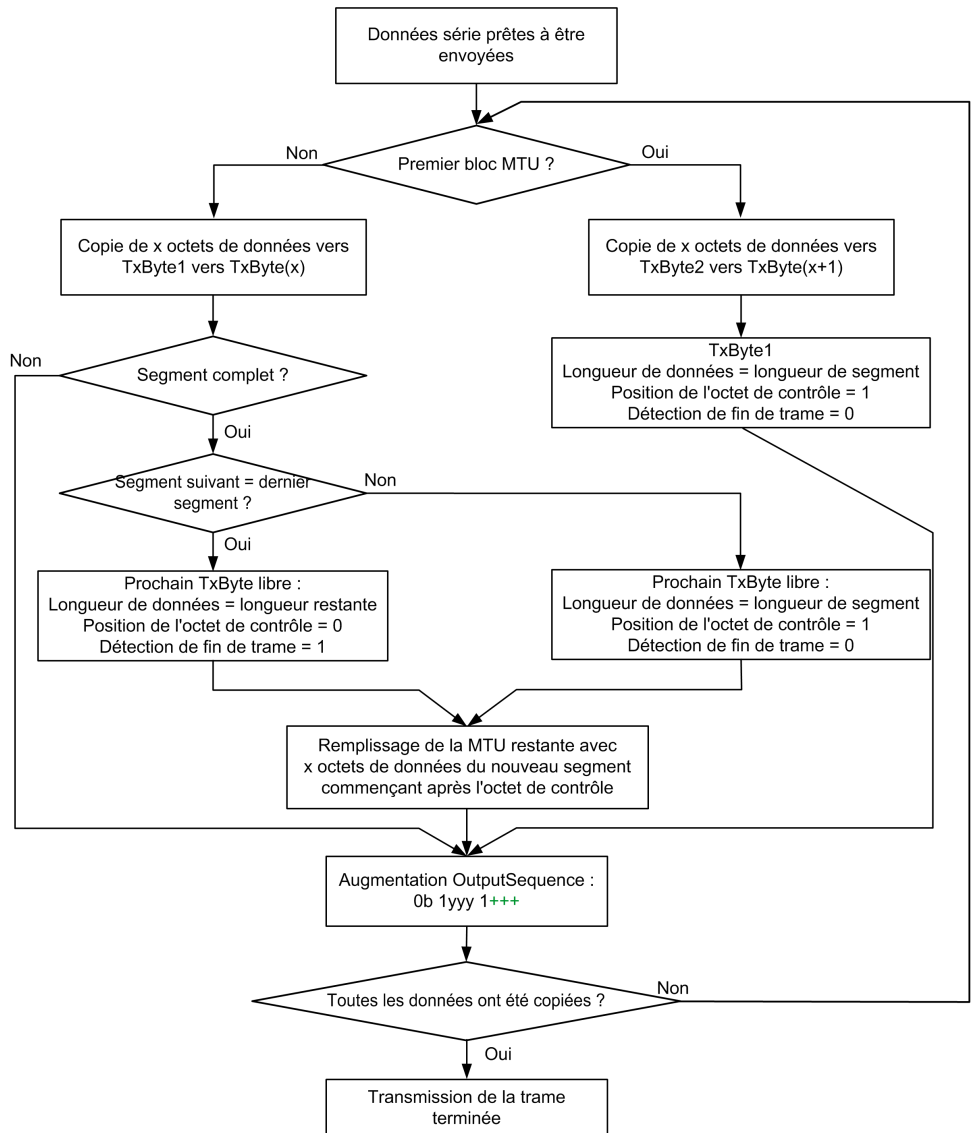 Données série prêtes à être
envoyées
Premier bloc MTU ?
Non
Oui
Copie de x octets de données vers
TxByte1 vers TxByte(x)
Copie de x octets de données vers
TxByte2 vers TxByte(x+1)
Segment complet ?
Non
Oui
TxByte1
Longueur de données = longueur de segment
Position de l'octet de contrôle = 1
Détection de fin de trame = 0
Segment suivant = dernier
segment ?
Non
Oui
Prochain TxByte libre :
Longueur de données = longueur restante
Position de l'octet de contrôle = 0
Détection de fin de trame = 1
Prochain TxByte libre :
Longueur de données = longueur de segment
Position de l'octet de contrôle = 1
Détection de fin de trame = 0
Remplissage de la MTU restante avec
x octets de données du nouveau segment
commençant après l'octet de contrôle
Augmentation OutputSequence :
0b 1yyy 1+++
Toutes les données ont été copiées ?
Non
Oui
Transmission de la trame
terminée